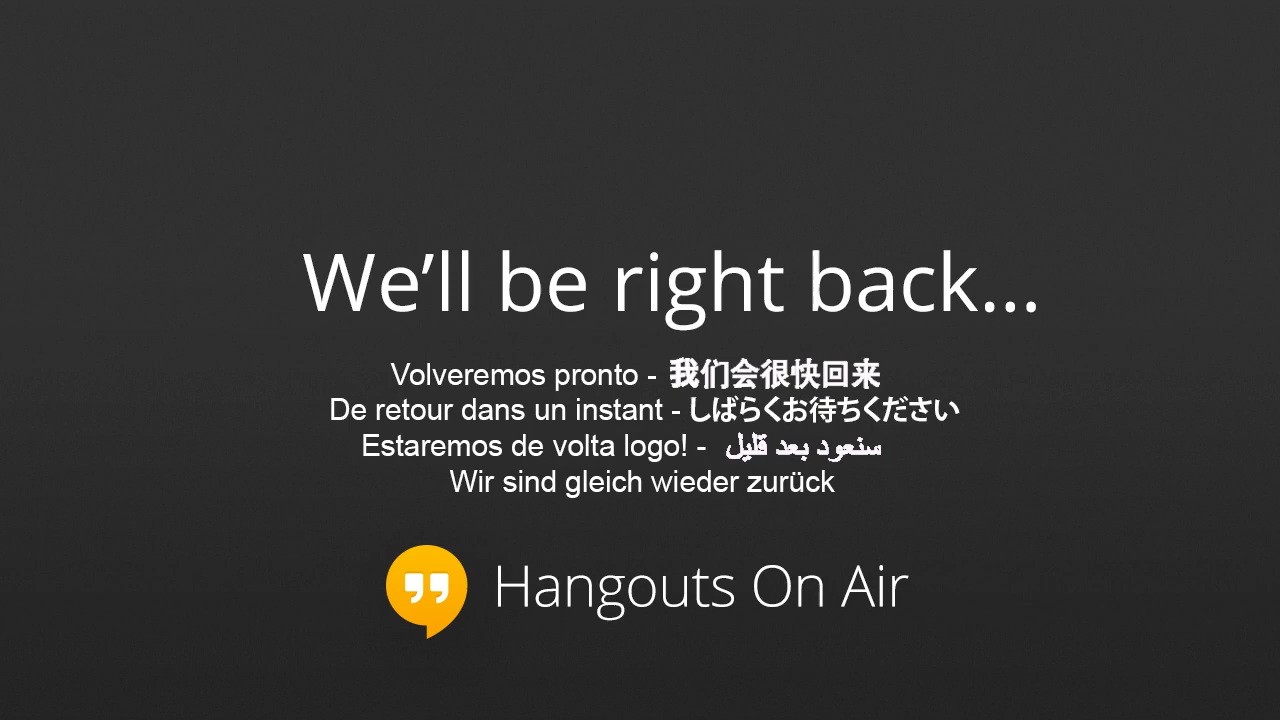 We’ll be right back...
Volveremos pronto - 我们会很快回来
De retour dans un instant - しばらくお待ちください
Estaremos de volta logo! - سنعود بعد قليل
Wir sind gleich wieder zurück
Hangouts On Air